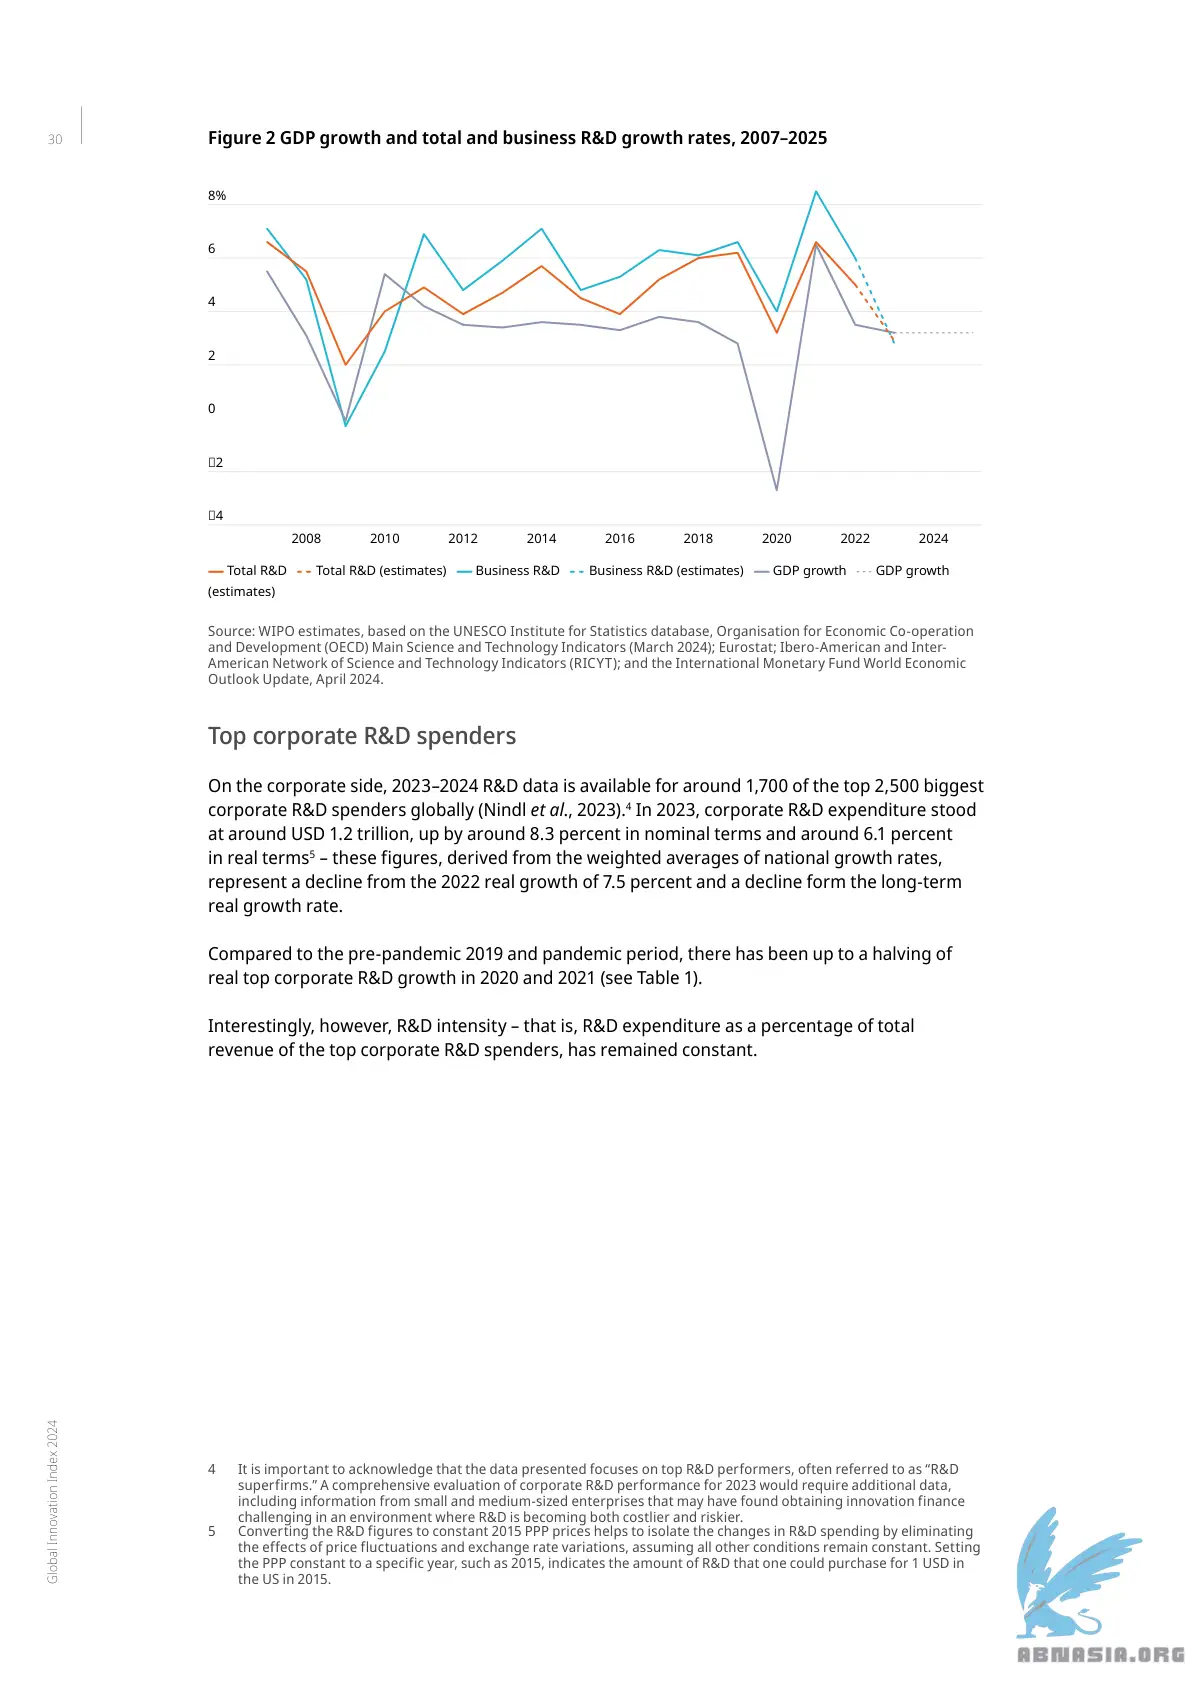 30
Figure 2 GDP growth and total and business R&D growth rates, 2007–2025
8%
6
4
2
0
▯2
▯4
2008 2010 2012 2014 2016 2018 2020 2022 2024
Total R&D Total R&D (estimates) Business R&D Business R&D (estimates) GDP growth GDP growth
(estimates)
Source: WIPO estimates, based on the UNESCO Institute for Statistics database, Organisation for Economic Co-operation
and Development (OECD) Main Science and Technology Indicators (March 2024); Eurostat; Ibero-American and Inter-
American Network of Science and Technology Indicators (RICYT); and the International Monetary Fund World Economic
Outlook Update, April 2024.
Top corporate R&D spenders
On the corporate side, 2023–2024 R&D data is available for around 1,700 of the top 2,500 biggest
corporate R&D spenders globally (Nindl et al., 2023).4 In 2023, corporate R&D expenditure stood
at around USD 1.2 trillion, up by around 8.3 percent in nominal terms and around 6.1 percent
in real terms5 – these figures, derived from the weighted averages of national growth rates,
represent a decline from the 2022 real growth of 7.5 percent and a decline form the long-term
real growth rate.
Compared to the pre-pandemic 2019 and pandemic period, there has been up to a halving of
real top corporate R&D growth in 2020 and 2021 (see Table 1).
Interestingly, however, R&D intensity – that is, R&D expenditure as a percentage of total
revenue of the top corporate R&D spenders, has remained constant.
Global Innovation Index 2024
4 It is important to acknowledge that the data presented focuses on top R&D performers, often referred to as “R&D
superfirms.” A comprehensive evaluation of corporate R&D performance for 2023 would require additional data,
including information from small and medium-sized enterprises that may have found obtaining innovation finance
challenging in an environment where R&D is becoming both costlier and riskier.
5 Converting the R&D figures to constant 2015 PPP prices helps to isolate the changes in R&D spending by eliminating
the effects of price fluctuations and exchange rate variations, assuming all other conditions remain constant. Setting
the PPP constant to a specific year, such as 2015, indicates the amount of R&D that one could purchase for 1 USD in
the US in 2015.
ABNASIA.ORG